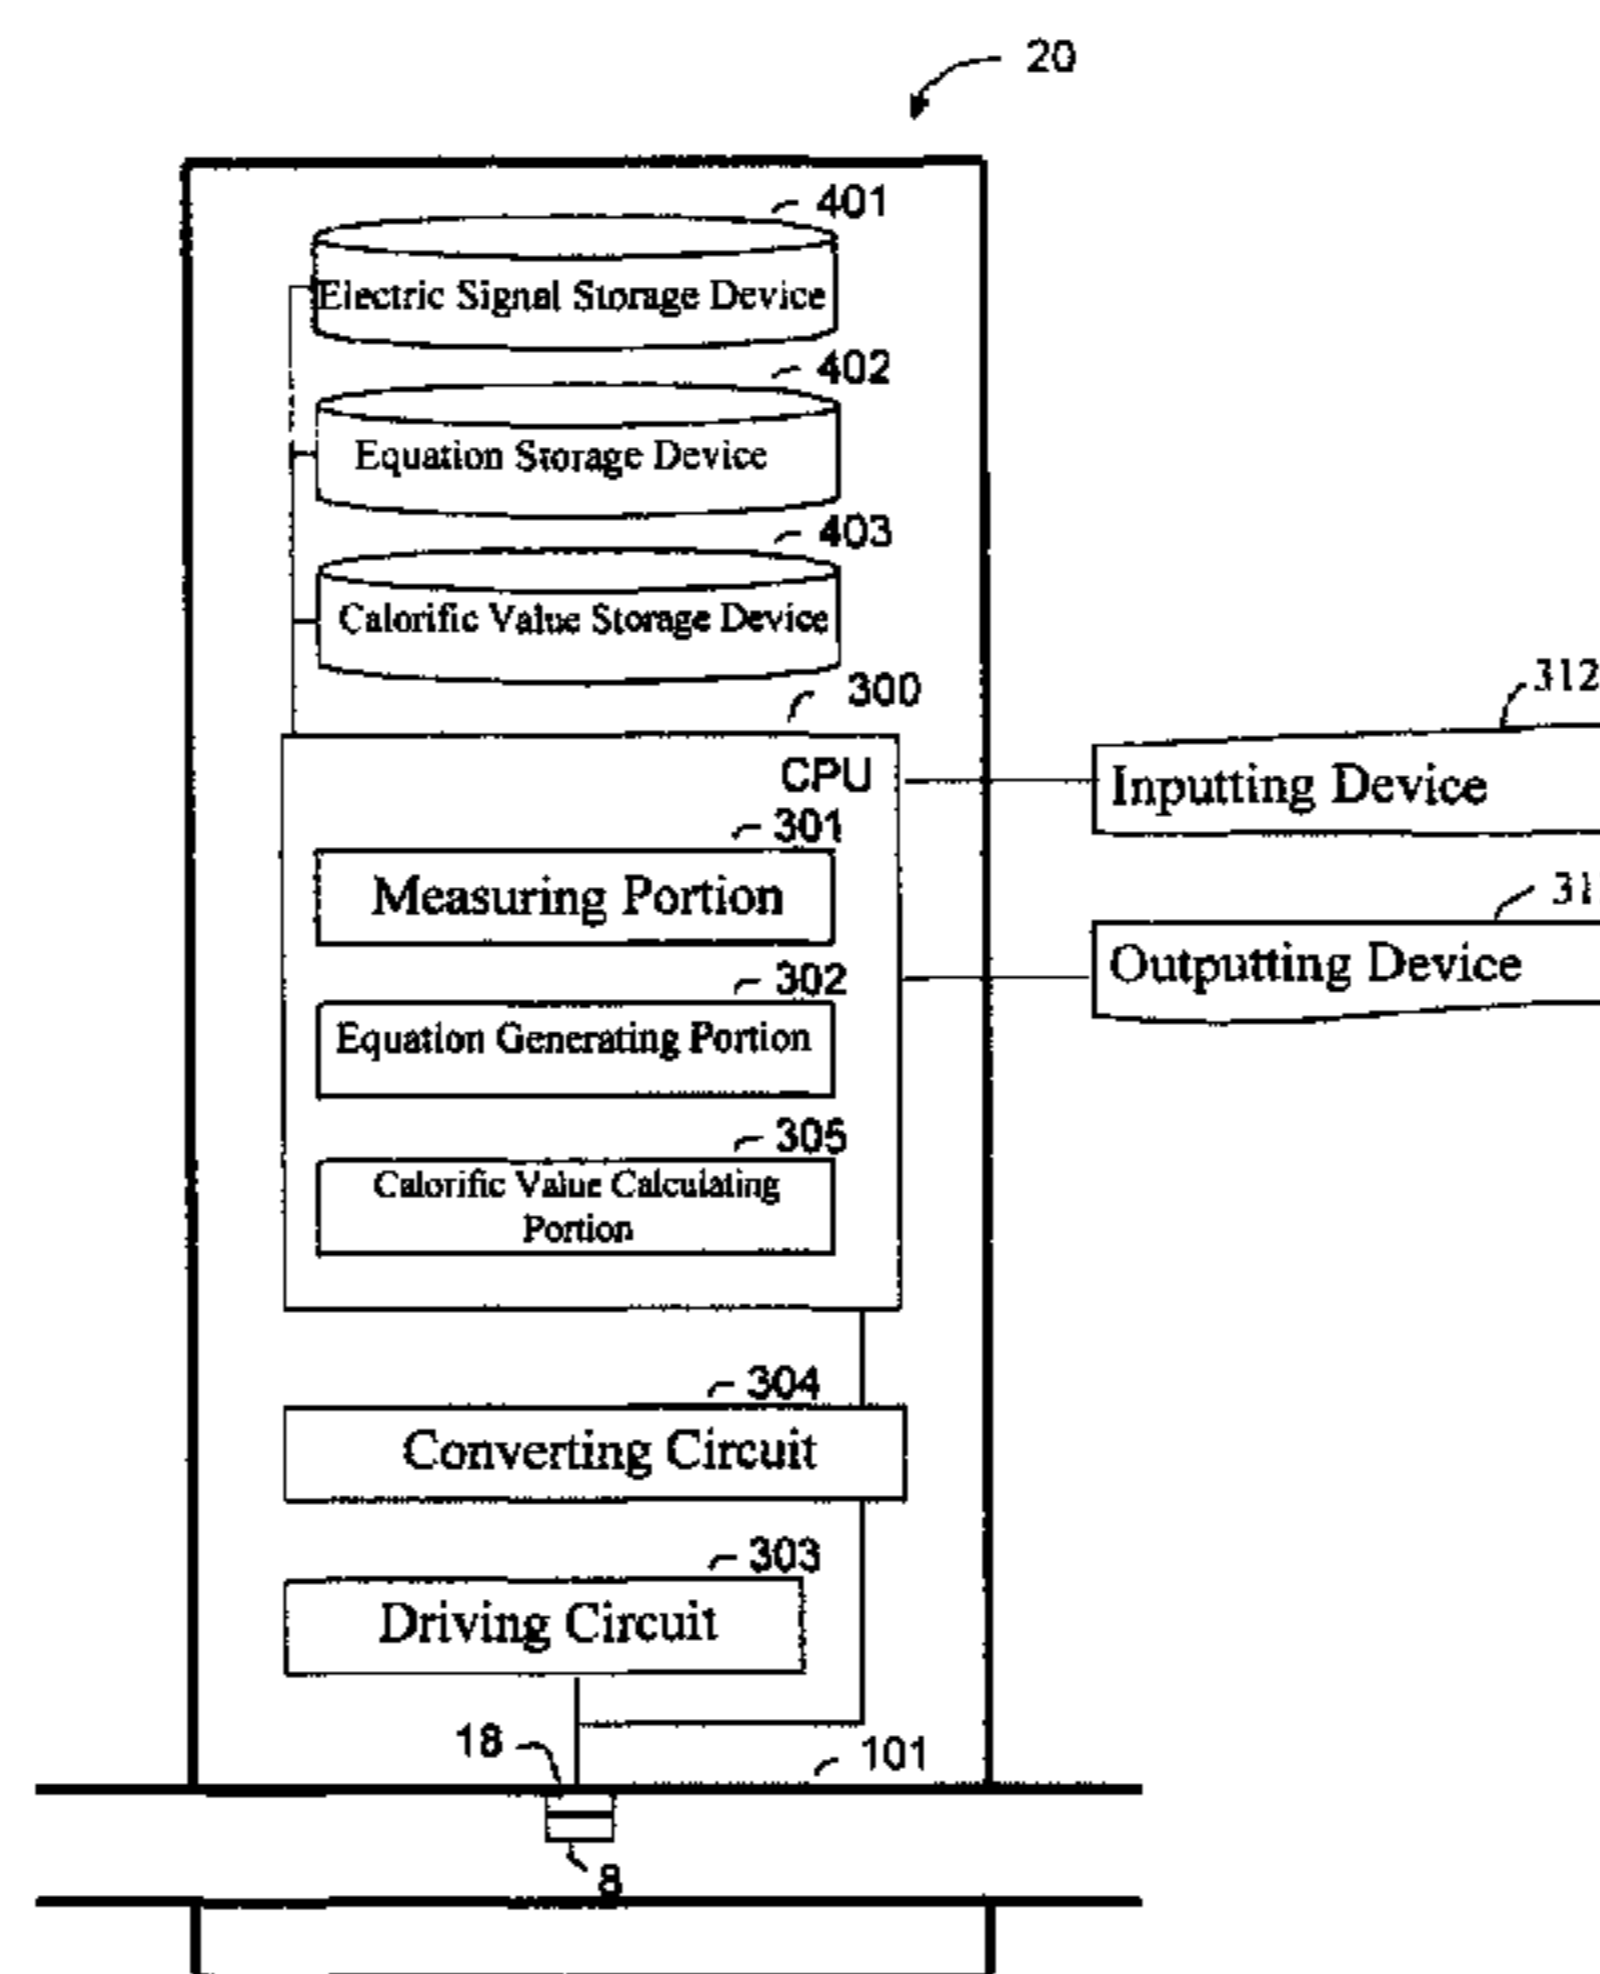 20
401
Electric Signal Storage Device
402
Equation Storage Device
403
Calorific Value Storage Device
300
312
CPU
Inputting Device
301
Measuring Portion
31
Outputting Device
302
Equation Generating Portion
305
Calorific Value Calculating
Portion
304
Converting Circuit
303
Driving Circuit
18
101
8